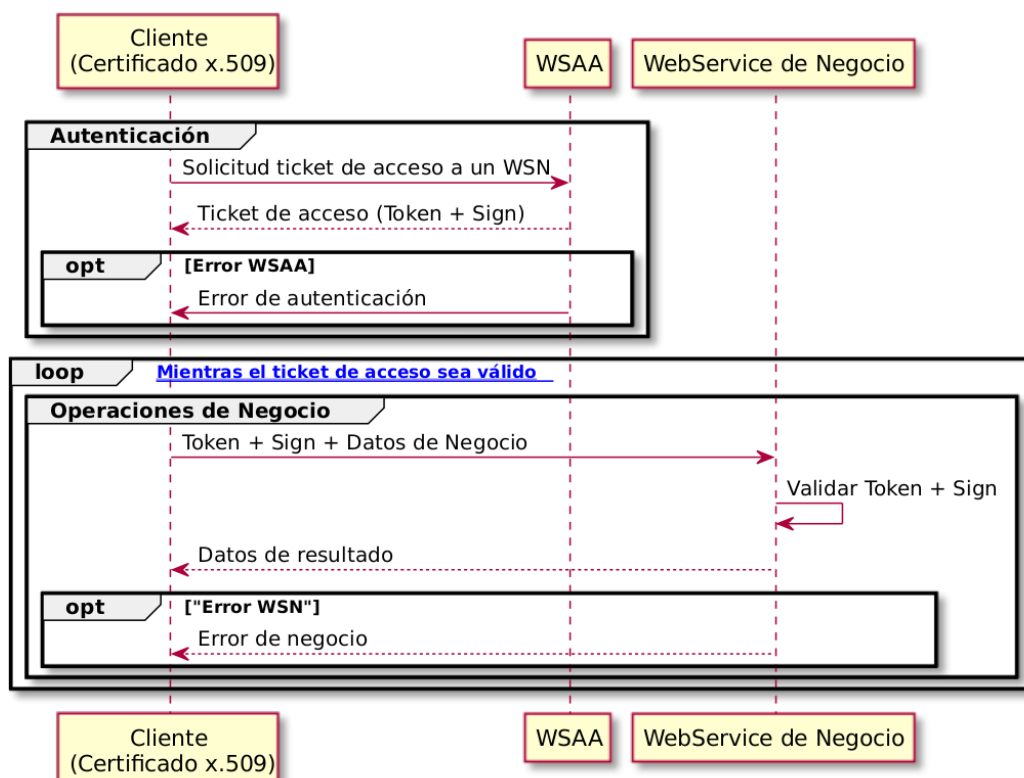 Cliente
(Certificado x.509)
WSAA
WebService de Negocio
Autenticación
Solicitud ticket de acceso a un WSN
Ticket de acceso (Token + Sign)
opt
[Error WSAA]
Error de autenticación
loop
Mientras el ticket de acceso sea válido
Operaciones de Negocio
Token + Sign + Datos de Negocio
Validar Token + Sign
Datos de resultado
opt
["Error WSN"]
Error de negocio
Cliente
(Certificado x.509)
WSAA
WebService de Negocio